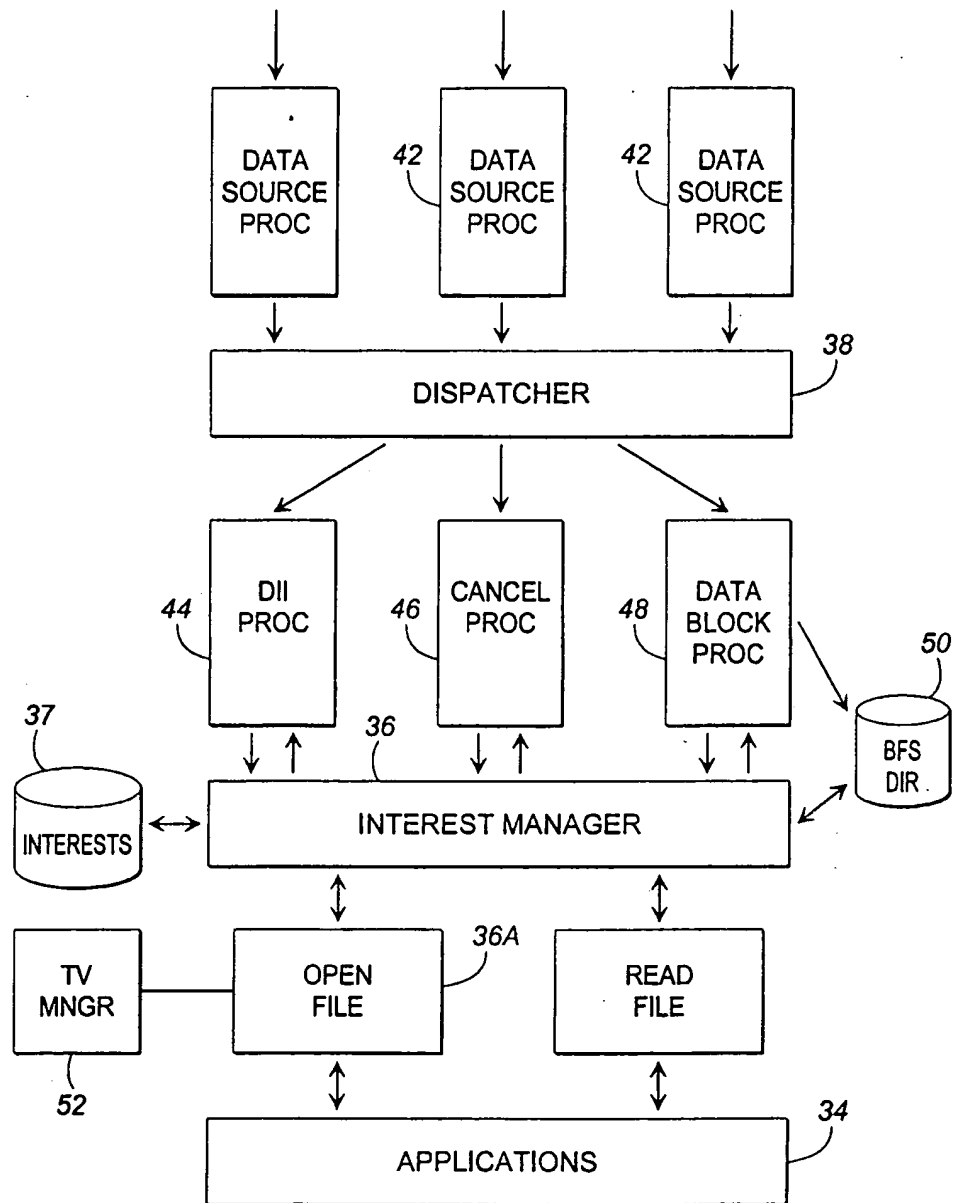 DATA
SOURCE
PROC
42
DATA
SOURCE
PROC
42
DATA
SOURCE
PROC
38
DISPATCHER
44
DII
PROC
46
CANCEL
PROC
48
DATA
BLOCK
PROC
50
BFS
DIR
37
INTERESTS
36
INTEREST MANAGER
TV
MNGR
52
36A
OPEN
FILE
READ
FILE
34
APPLICATIONS